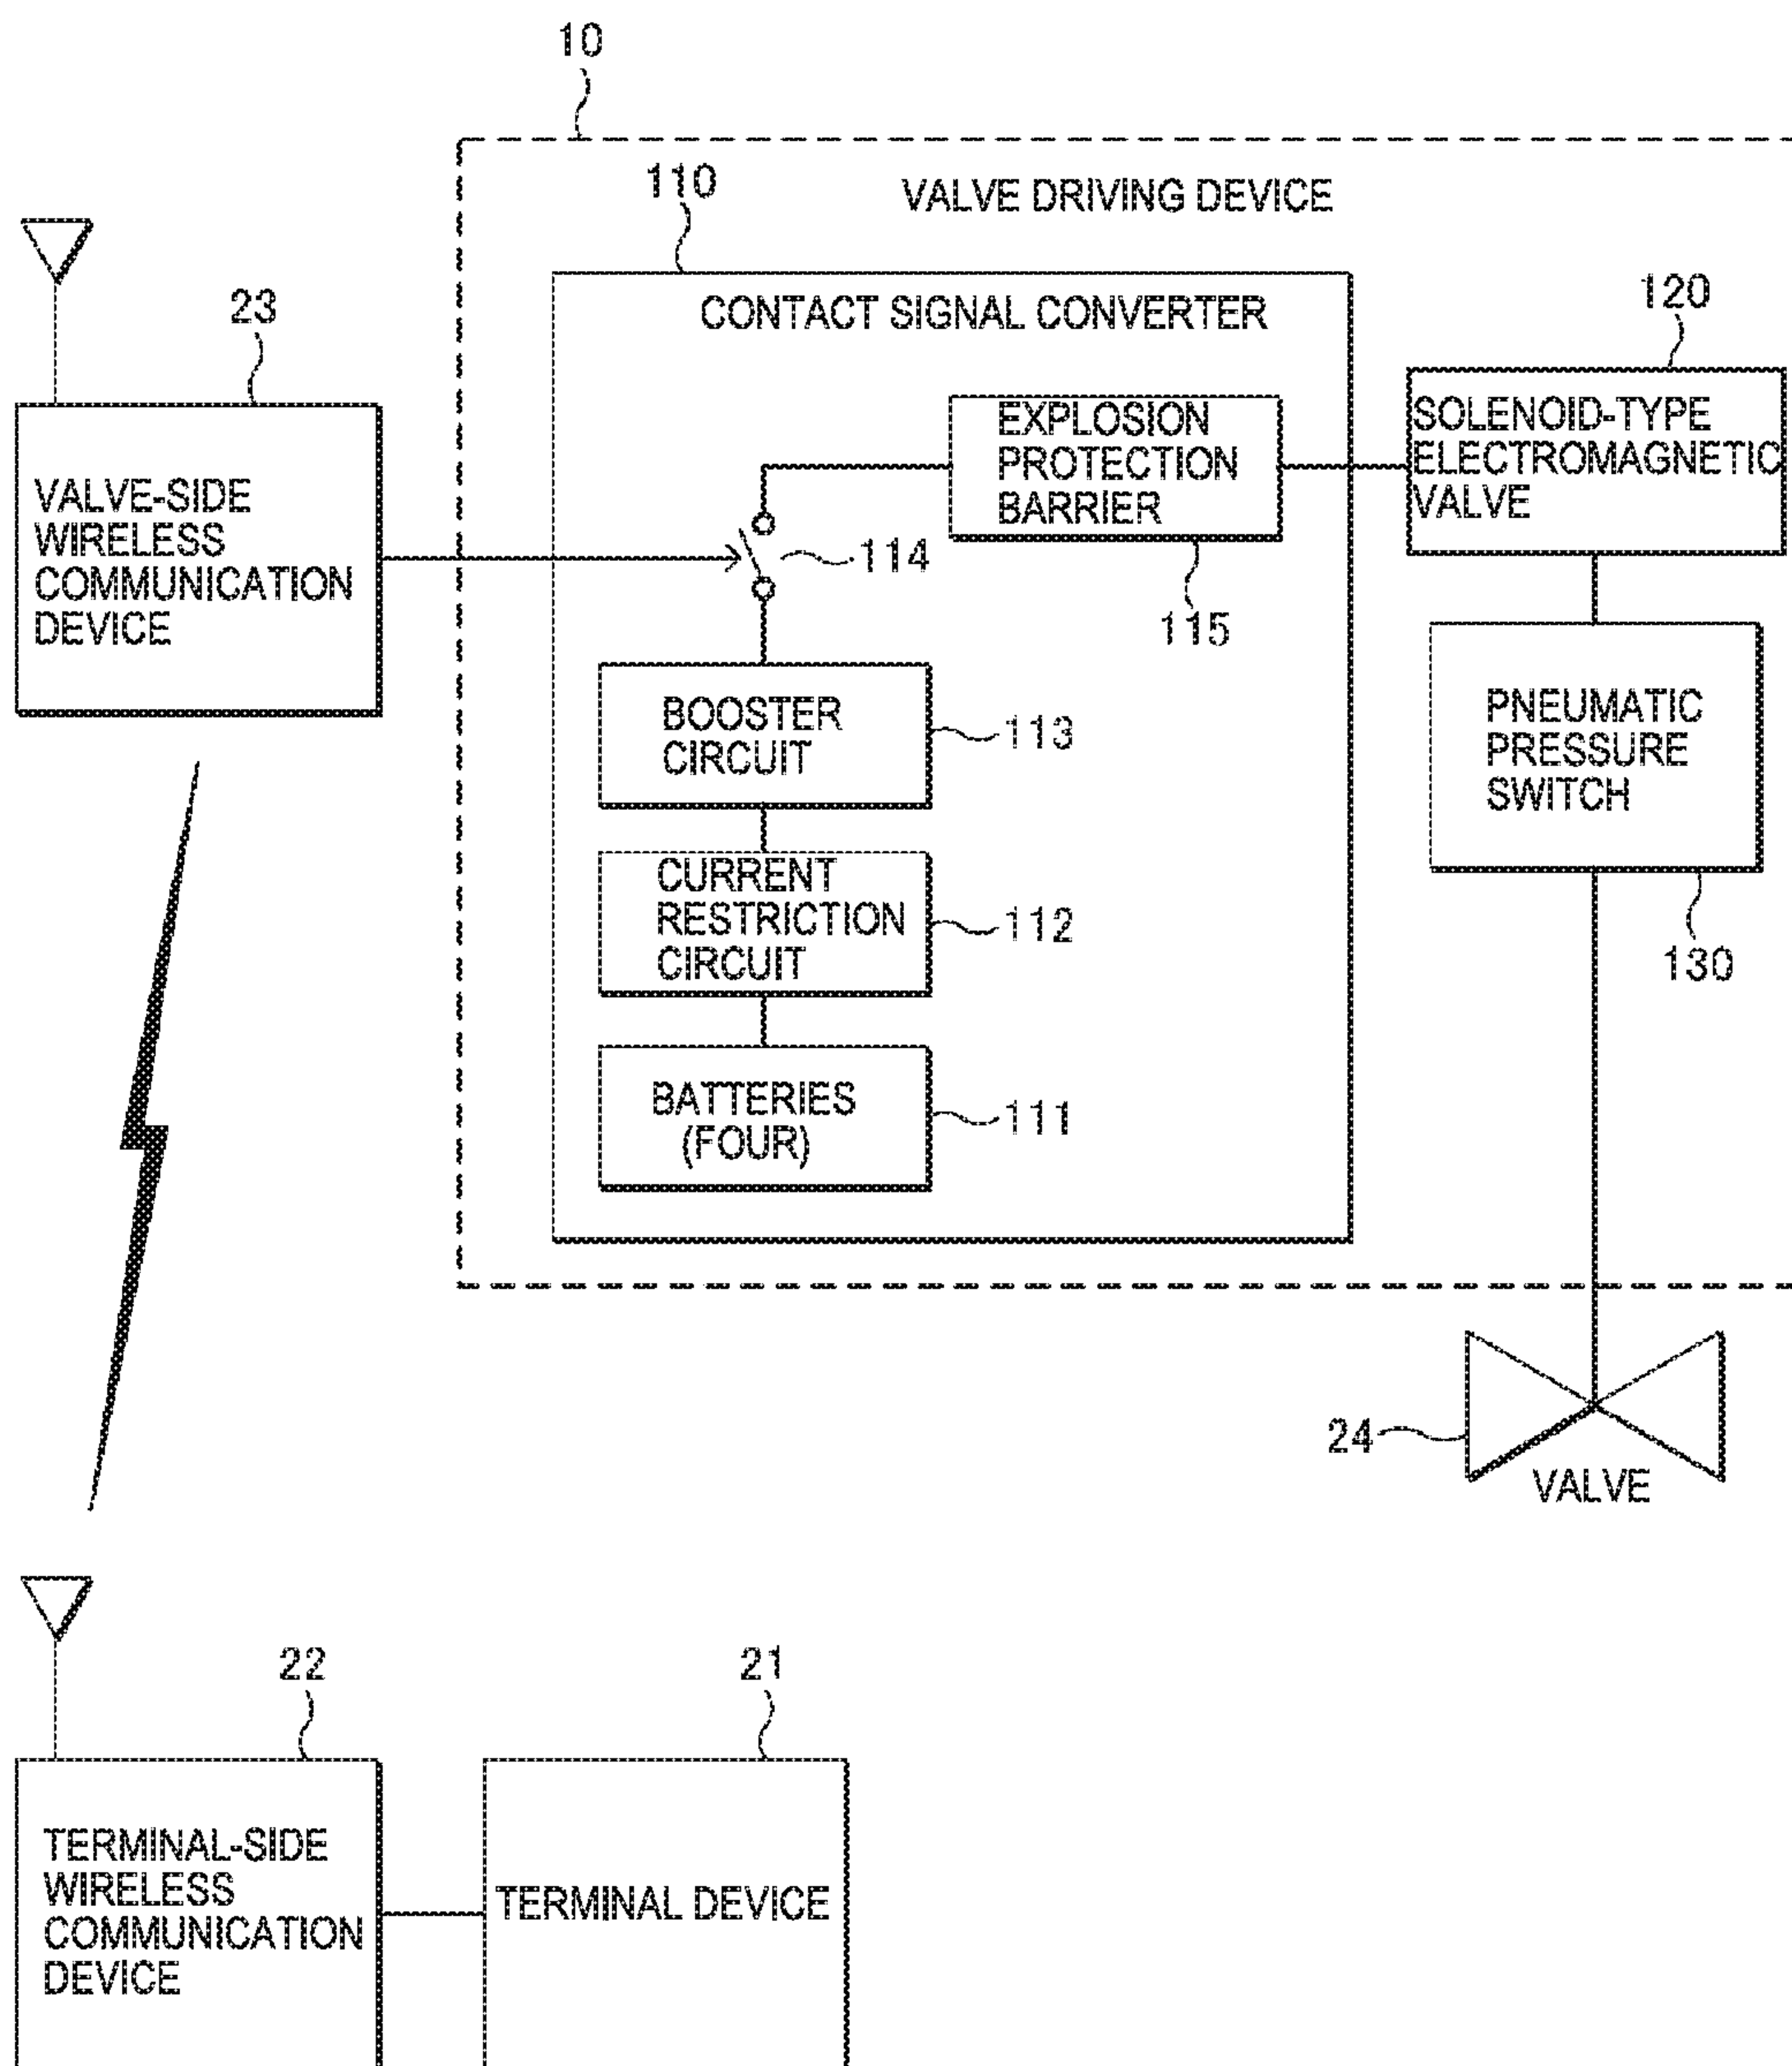 10
110
VALVE DRIVING DEVICE
CONTACT SIGNAL CONVERTER
23
120
VALVE-SIDE
WIRELESS
COMMUNICATION
DEVICE
EXPLOSION
PROTECTION
BARRIER
SOLENOID-TYPE
ELECTROMAGNETIC
VALVE
114
115
BOOSTER
CIRCUIT
113
PNEUMATIC
PRESSURE
SWITCH
CURRENT
RESTRICTION
CIRCUIT
112
130
BATTERIES
(FOUR)
111
24
VALVE
22
21
TERMINAL-SIDE
WIRELESS
COMMUNICATION
DEVICE
TERMINAL DEVICE